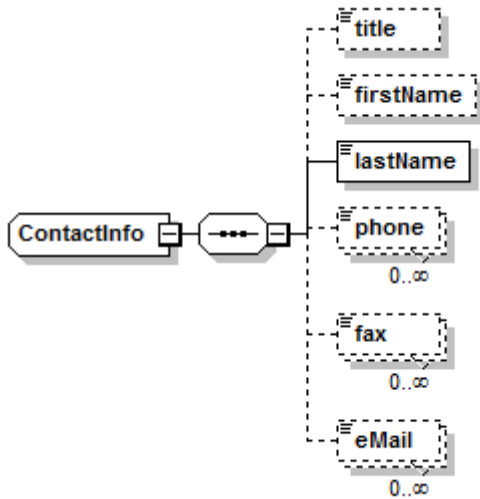 title
firstName
lastName
ContactInfo
phone
0..∞
fax
0..∞
eMail
0..∞